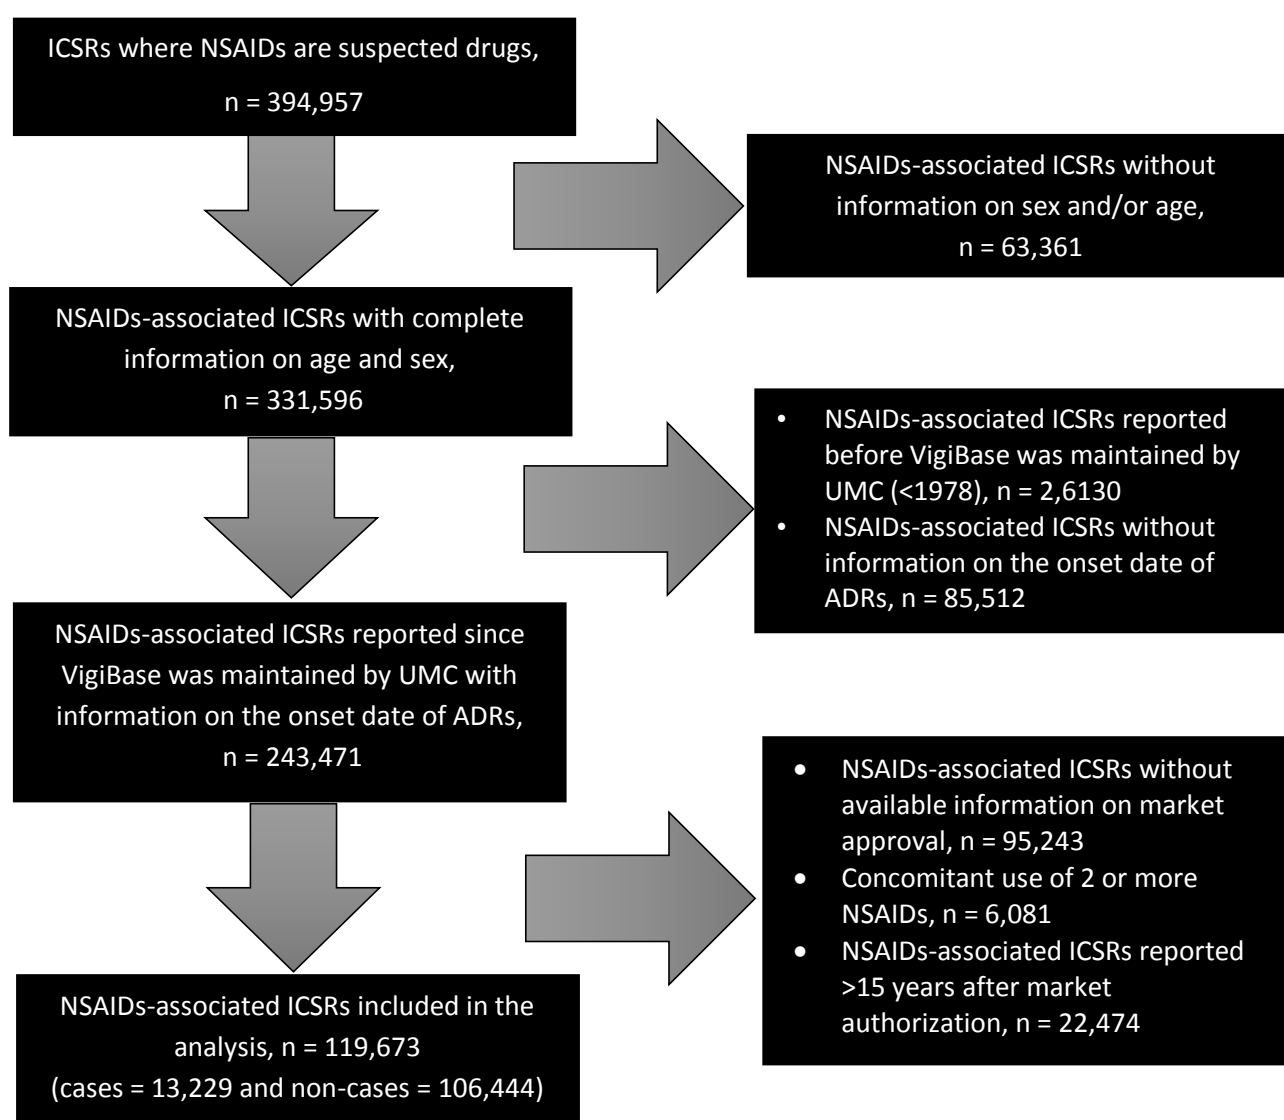 ICSRs where NSAIDs are suspected drugs,
n = 394,957
NSAIDs-associated ICSRs without
information on sex and/or age,
n = 63,361
NSAIDs-associated ICSRs with complete
information on age and sex,
n = 331,596
• NSAIDs-associated ICSRs reported
before VigiBase was maintained by
UMC (<1978), n = 2,6130
• NSAIDs-associated ICSRs without
information on the onset date of
ADRs, n = 85,512
NSAIDs-associated ICSRs reported since
VigiBase was maintained by UMC with
information on the onset date of ADRs,
n = 243,471
• NSAIDs-associated ICSRs without
available information on market
approval, n = 95,243
• Concomitant use of 2 or more
NSAIDs, n = 6,081
• NSAIDs-associated ICSRs reported
>15 years after market
authorization, n = 22,474
NSAIDs-associated ICSRs included in the
analysis, n = 119,673
(cases = 13,229 and non-cases = 106,444)